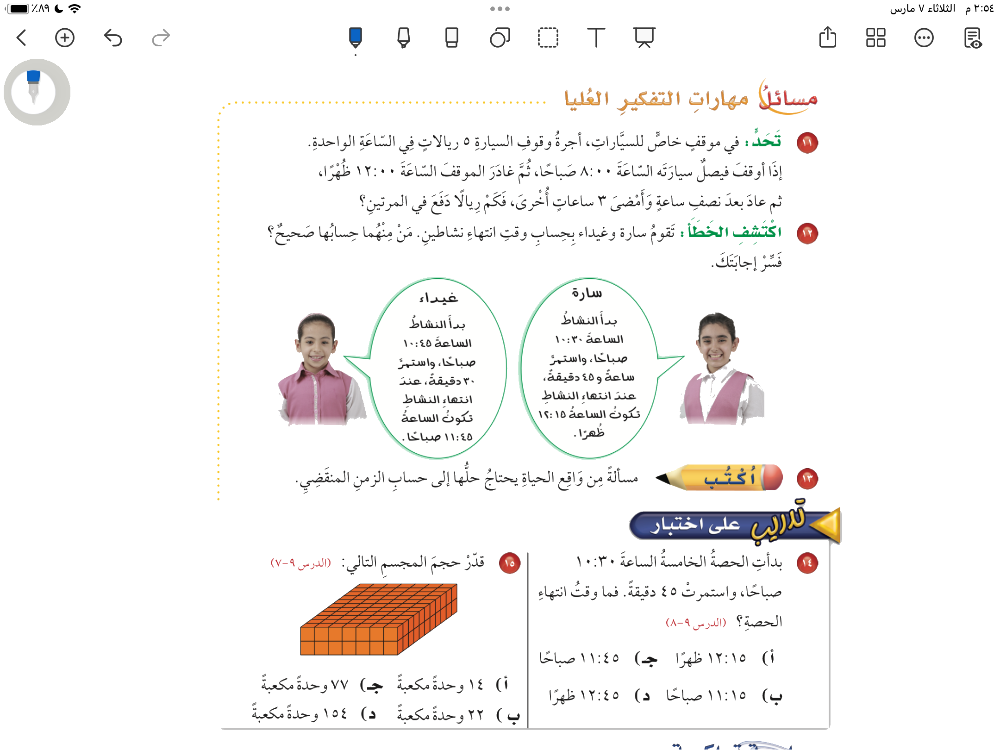 ٢:٥٤ م الثلاثاء ٧ مارس
٪٨٩
مسائلُ مهاراتِ التفكيرِ العُليا
١١ تَحَدٍّ: في موقفٍ خاصٍّ للسيَّاراتِ، أجرةُ وقوفِ السيارةِ ٥ ريالاتٍ فِي السّاعَةِ الواحدةِ.
إذَا أوقفَ فيصلٌ سيارَتَه السّاعَةَ ٨:٠٠ صَباحًا، ثُمَّ غادَرَ الموقفَ السّاعَةَ ١٢:٠٠ ظُهْرًا،
ثم عادَ بعدَ نصفِ ساعةٍ وَأَمْضىَ ٣ ساعاتٍ أُخْرىَ، فَكَمْ رِيالًا دَفَعَ في المرتينِ؟
١٢ اكْتَشِفِ الخَطَأَ: تَقومُ سارة وغيداء بِحِسابِ وقتِ انتهاءِ نشاطينِ. مَنْ مِنْهُما حِسابُها صَحيحٌ؟
فَسِّرْ إجابَتَكَ.
سارة
بدأَ النشاطُ
الساعةَ ١٠:٣٠
صباحًا، واستمرَّ
ساعةً و ٤٥ دقيقةً،
عندَ انتهاءِ النشاطِ
تكونُ الساعةُ ١٢:١٥
ظُهرًا.
غيداء
بدأَ النشاطُ
الساعةَ ١٠:٤٥
صباحًا، واستمرَّ
٣٠ دقيقةً، عندَ
انتهاءِ النشاطِ
تكونُ الساعةُ
١١:٤٥ صباحًا.
١٣ اُكْتُب مسألةً مِن وَاقِعِ الحياةِ يحتاجُ حلُّها إلى حسابِ الزمنِ المنقَضِيِ.
تدريب على اختبار
١٤ بدأتِ الحصةُ الخامسةُ الساعةَ ١٠:٣٠
صباحًا، واستمرتْ ٤٥ دقيقةً. فما وقتُ انتهاءِ
الحصةِ؟ (الدرس ٩-٨)
أ) ١٢:١٥ ظهرًا جـ) ١١:٤٥ صباحًا
ب) ١١:١٥ صباحًا د) ١٢:٤٥ ظهرًا
١٥ قدّرْ حجمَ المجسمِ التالي: (الدرس ٩-٧)
أ) ١٤ وحدةً مكعبةً جـ) ٧٧ وحدةً مكعبةً
ب) ٢٢ وحدةً مكعبةً د) ١٥٤ وحدةً مكعبةً